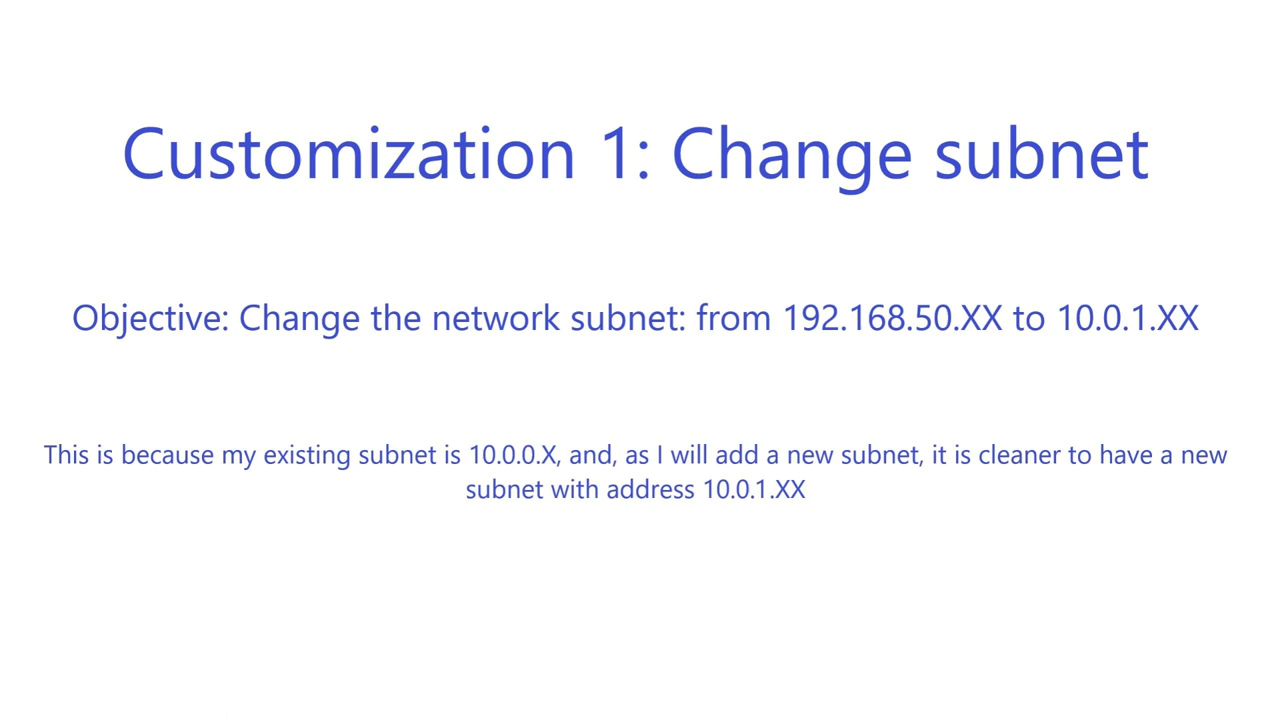 Customization 1: Change subnet
Objective: Change the network subnet: from 192.168.50.XX to 10.0.1.XX
This is because my existing subnet is 10.0.0.X, and, as I will add a new subnet, it is cleaner to have a new
subnet with address 10.0.1.XX